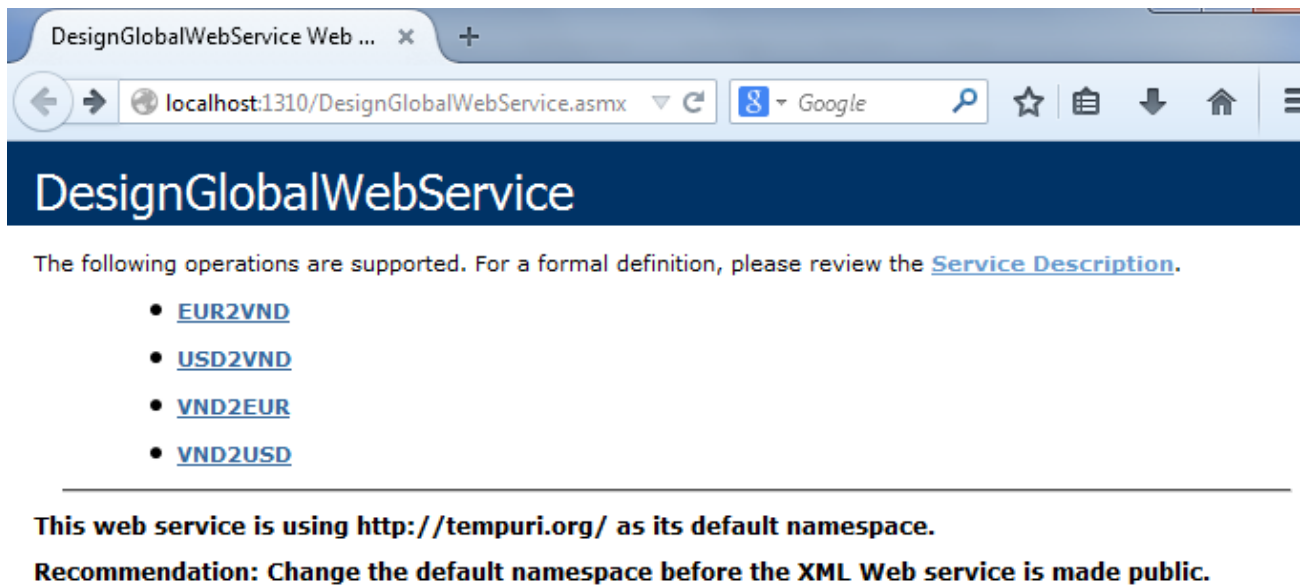 DesignGlobalWebService Web ...
localhost:1310/DesignGlobalWebService.asmx
8 Google
DesignGlobalWebService
The following operations are supported. For a formal definition, please review the Service Description.
EUR2VND
USD2VND
VND2EUR
VND2USD
This web service is using http://tempuri.org/ as its default namespace.
Recommendation: Change the default namespace before the XML Web service is made public.